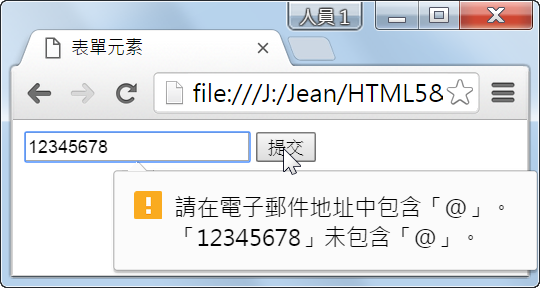 人員 1
表單元素
file:///J:/Jean/HTML5&
12345678 提交
請在電子郵件地址中包含「@」。
「12345678」未包含「@」。